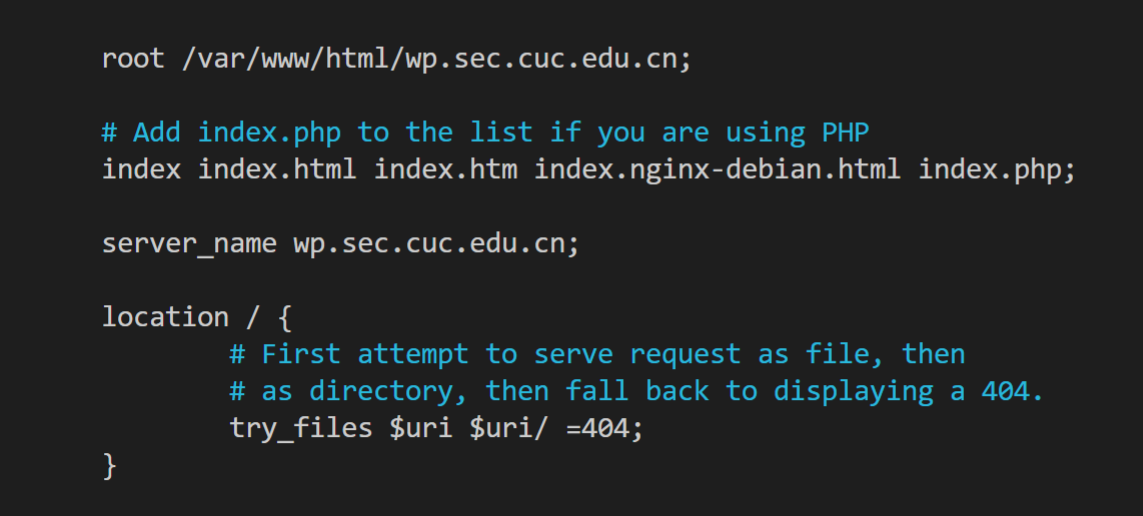 root /var/www/html/wp.sec.cuc.edu.cn;
# Add index.php to the list if you are using PHP
index index.html index.htm index.nginx-debian.html index.php;
server_name wp.sec.cuc.edu.cn;
location / {
# First attempt to serve request as file, then
# as directory, then fall back to displaying a 404.
try_files $uri $uri/ =404;
}